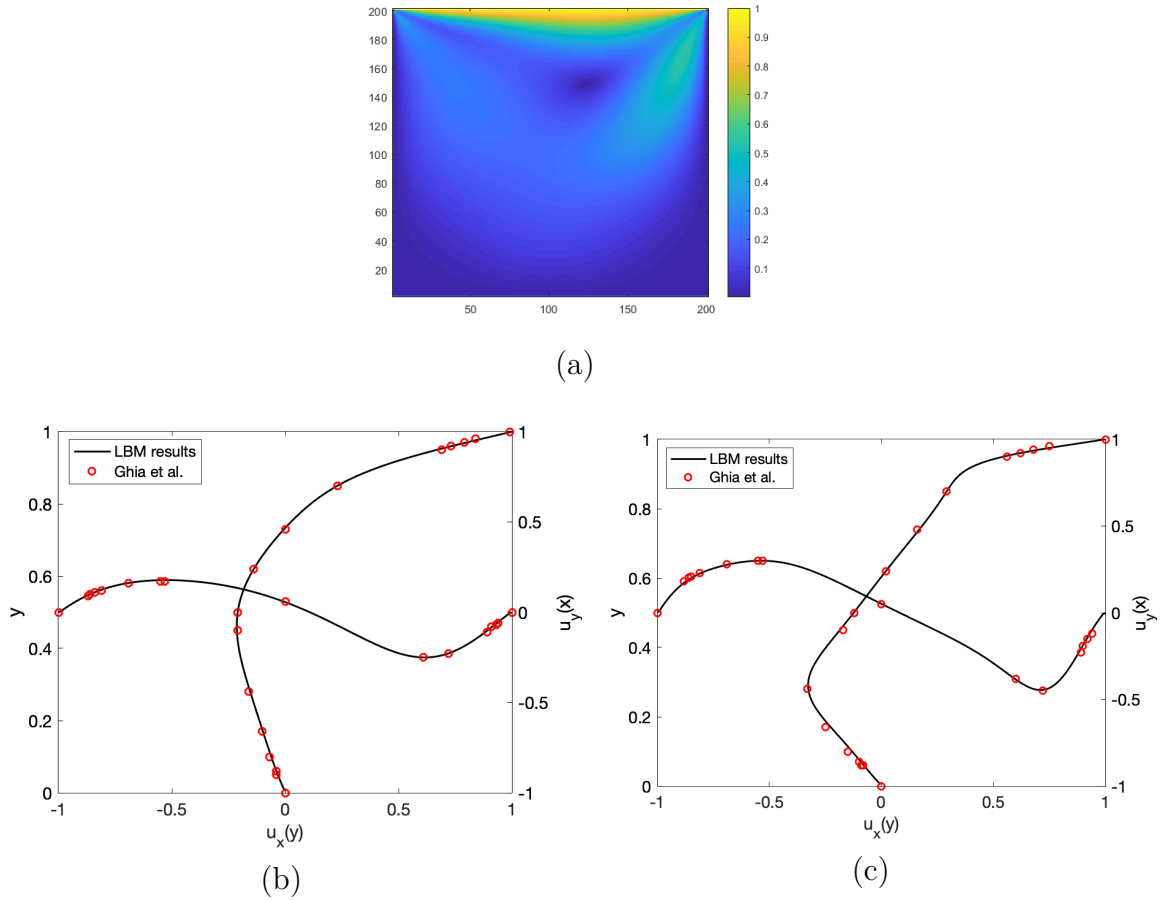 200
180
160
140
120
100
80
60
40
20
50 100 150 200
1
0.9
0.8
0.7
0.6
0.5
0.4
0.3
0.2
0.1
(a)
1
0.8
0.6
0.4
0.2
0
y
LBM results
Ghia et al.
1
0.5
0
-0.5
-1
u_y(x)
-1 -0.5 0 0.5 1
u_x(y)
(b)
1
0.8
0.6
0.4
0.2
0
y
LBM results
Ghia et al.
1
0.5
0
-0.5
-1
u_y(x)
-1 -0.5 0 0.5 1
u_x(y)
(c)